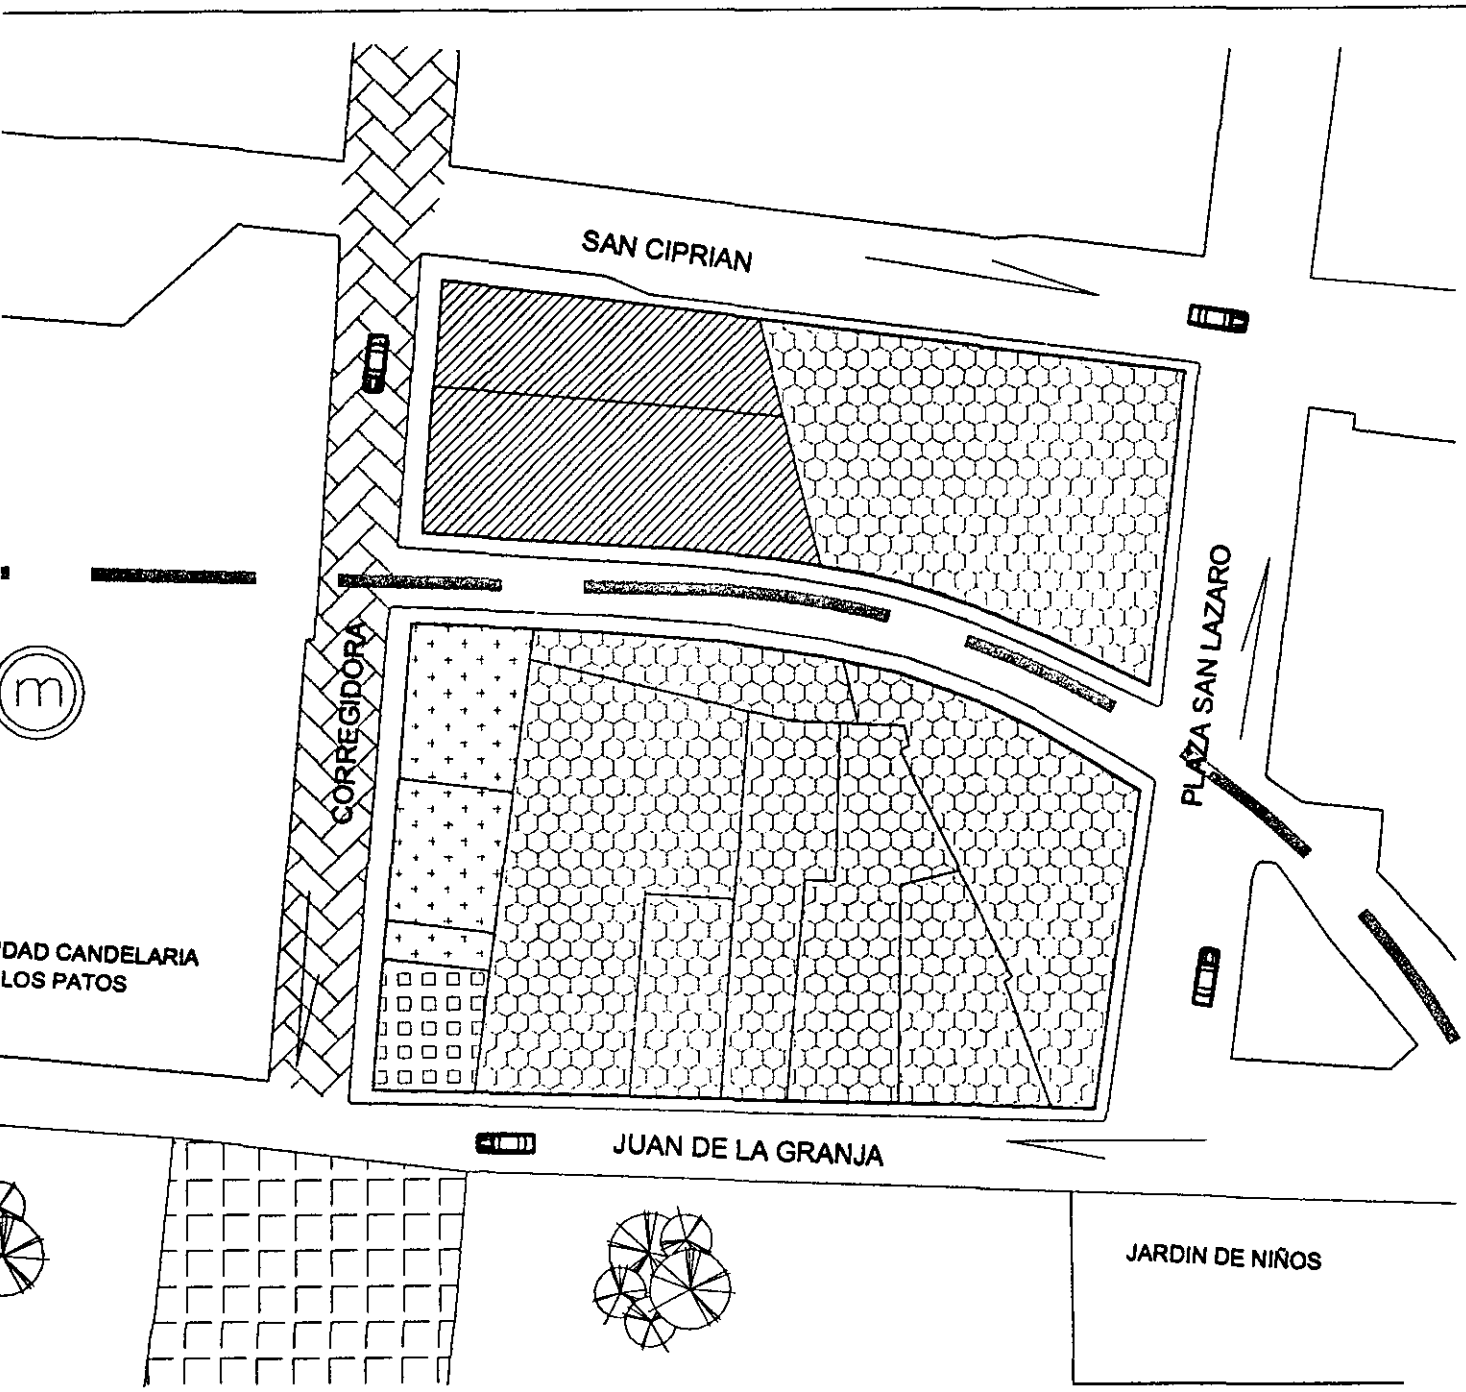 SAN CIPRIAN
PLAZA SAN LAZARO
CORREGIDORA
m
DAD CANDELARIA
LOS PATOS
JUAN DE LA GRANJA
JARDIN DE NIÑOS